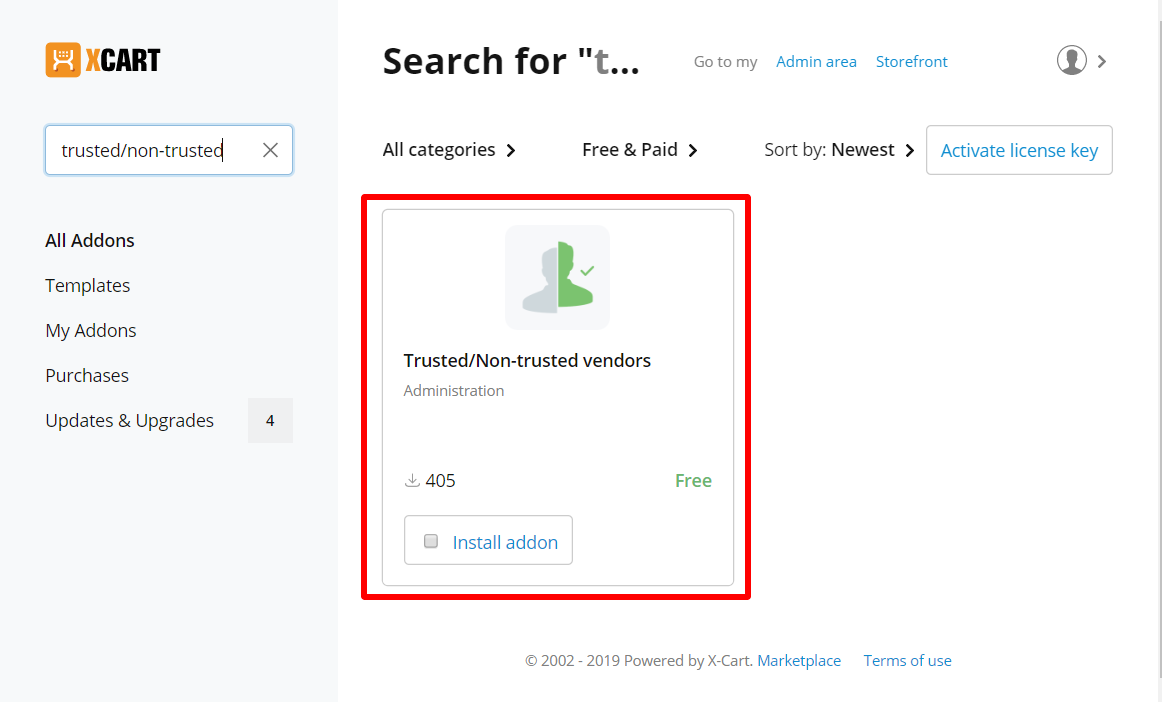 XCART
Search for "t...
Go to my Admin area Storefront
trusted/non-trusted
All categories
Free & Paid
Sort by: Newest
Activate license key
All Addons
Templates
My Addons
Purchases
Updates & Upgrades 4
Trusted/Non-trusted vendors
Administration
405
Free
Install addon
© 2002 - 2019 Powered by X-Cart. Marketplace Terms of use